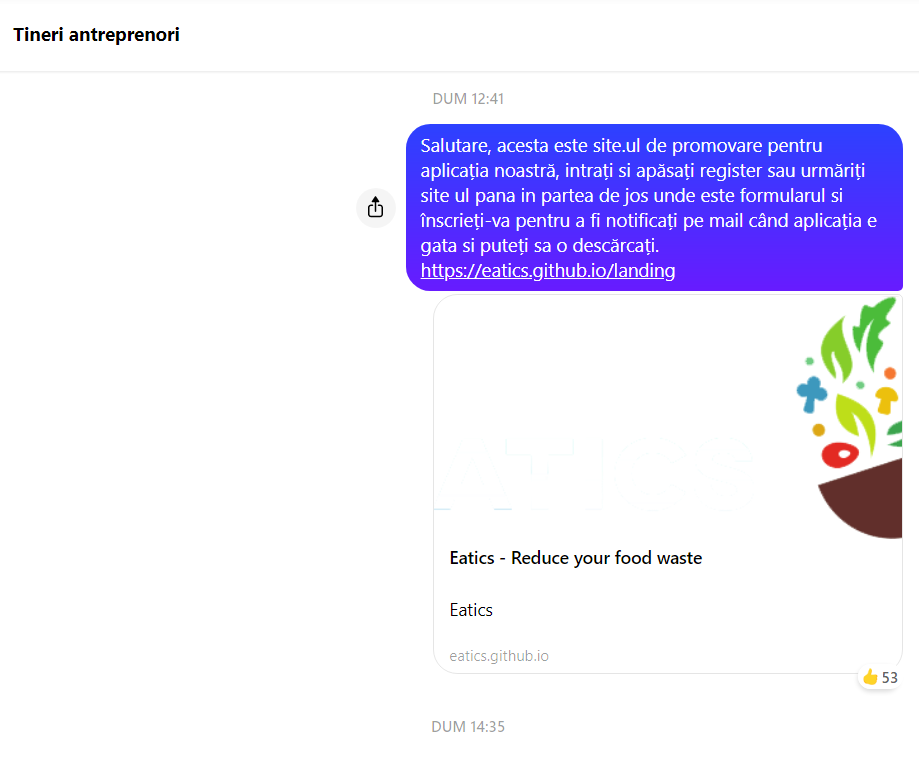 Tineri antreprenori
DUM 12:41
Salutare, acesta este site.ul de promovare pentru
aplicația noastră, intrați si apăsați register sau urmăriți
site ul pana in partea de jos unde este formularul si
înscrieți-va pentru a fi notificați pe mail când aplicația e
gata si puteți sa o descărcați.
https://eatics.github.io/landing
Eatics - Reduce your food waste
Eatics
eatics.github.io
53
DUM 14:35